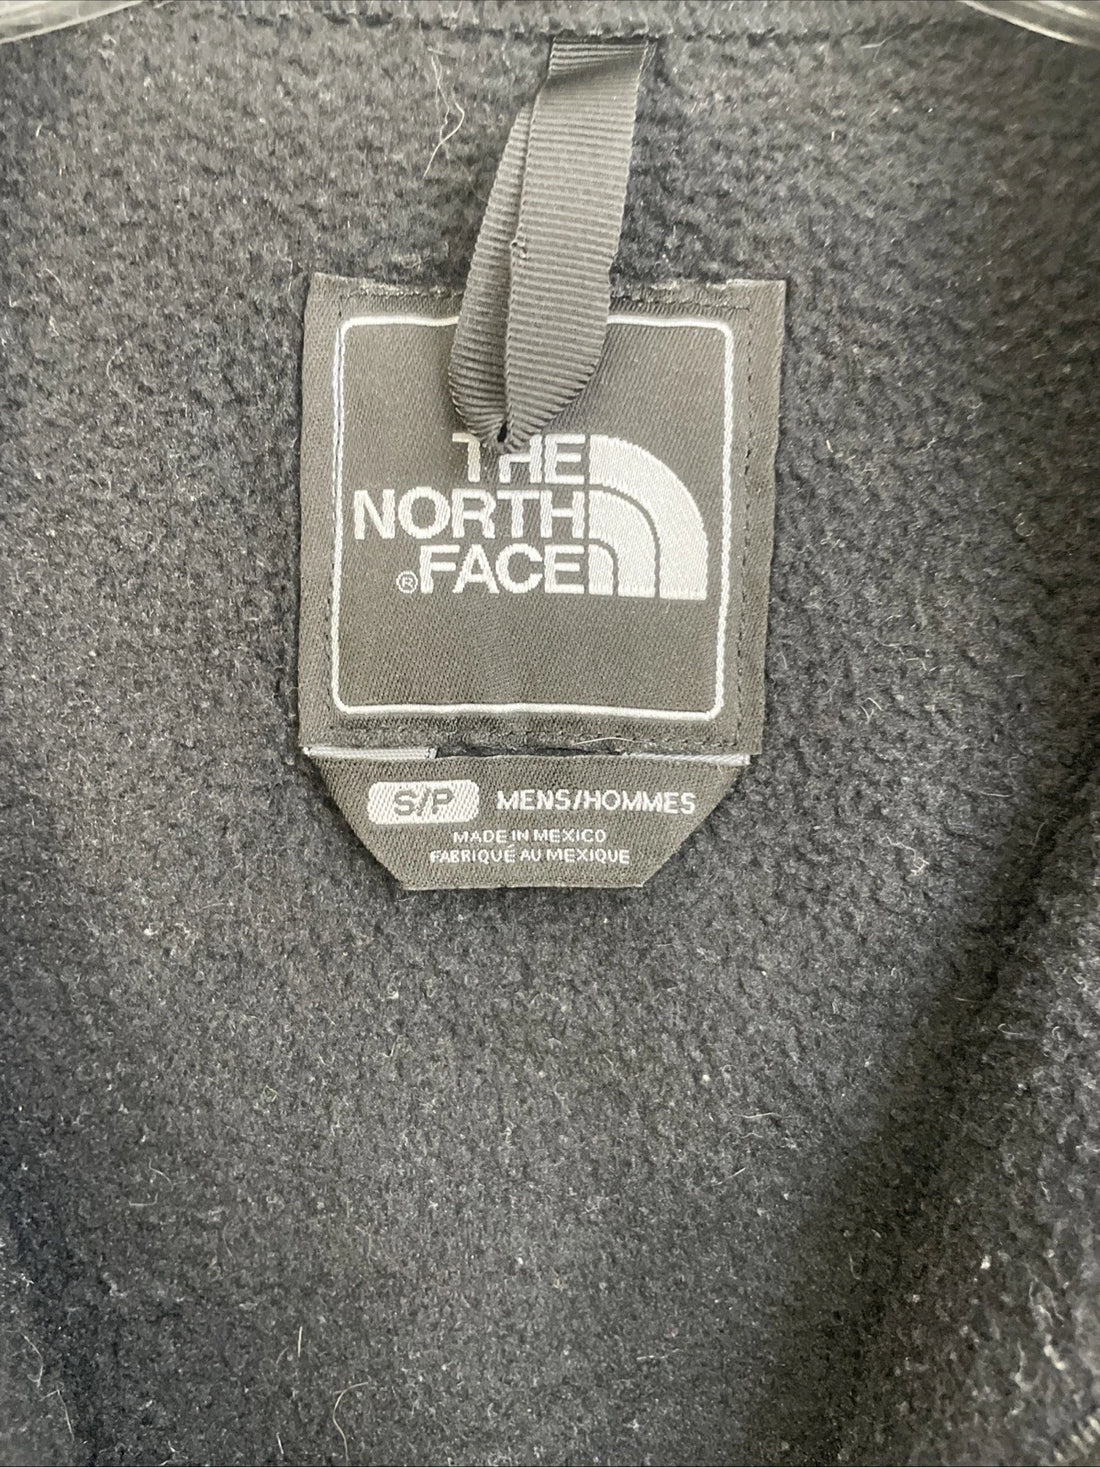 THE
NORTH
®FACE
S/P MENS/HOMMES
MADE IN MEXICO
FABRIQUÉ AU MEXIQUE